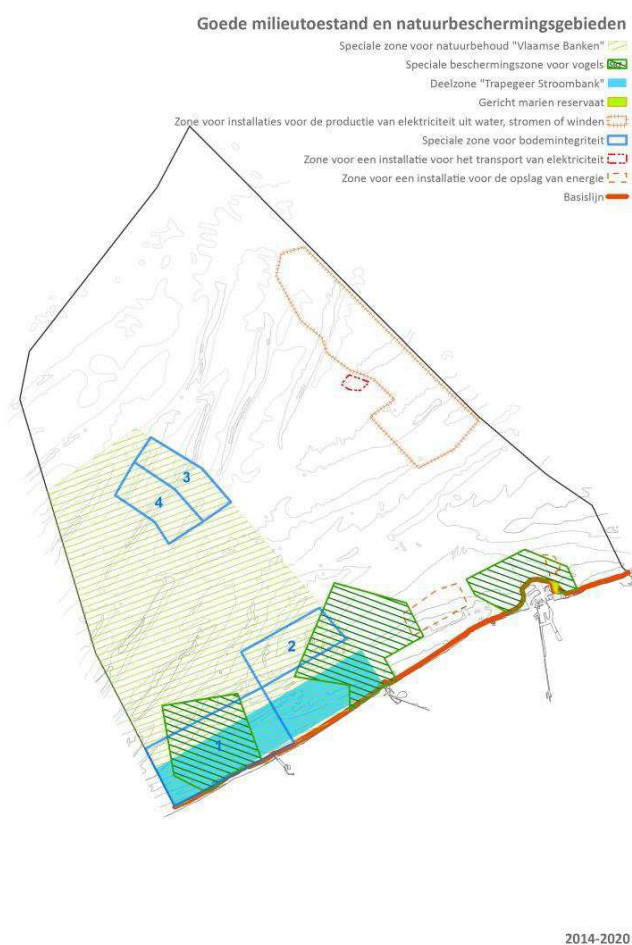 Goede milieutoestand en natuurbeschermingsgebieden
Speciale zone voor natuurbehoud "Vlaamse Banken"
Speciale beschermingszone voor vogels
Deelzone "Trapegeer Stroombank"
Gericht marien reservaat
Zone voor installaties voor de productie van elektriciteit uit water, stromen of winden
Speciale zone voor bodemintegriteit
Zone voor een installatie voor het transport van elektriciteit
Zone voor een installatie voor de opslag van energie
Basislijn
3
4
2
1
2014-2020